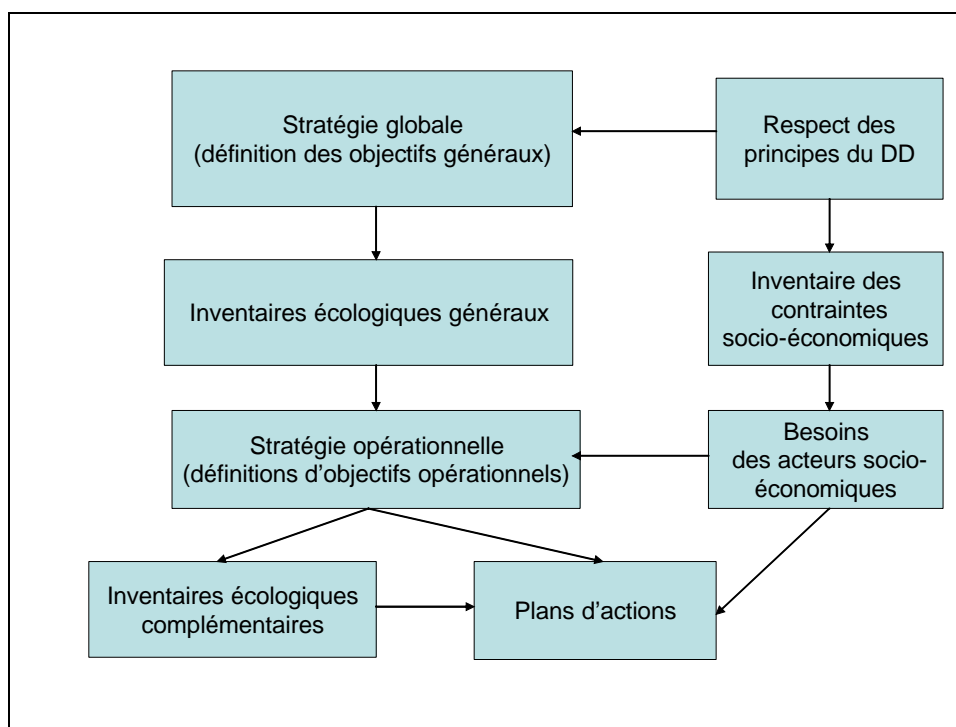 Stratégie globale
(définition des objectifs généraux)
Respect des
principes du DD
Inventaires écologiques généraux
Inventaire des
contraintes
socio-économiques
Stratégie opérationnelle
(définitions d'objectifs opérationnels)
Besoins
des acteurs socio-
économiques
Inventaires écologiques
complémentaires
Plans d'actions